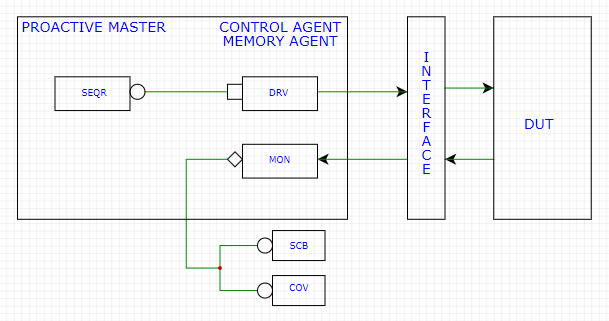 PROACTIVE MASTER
CONTROL AGENT
MEMORY AGENT
SEQR
DRV
MON
INTERFACE
DUT
SCB
COV